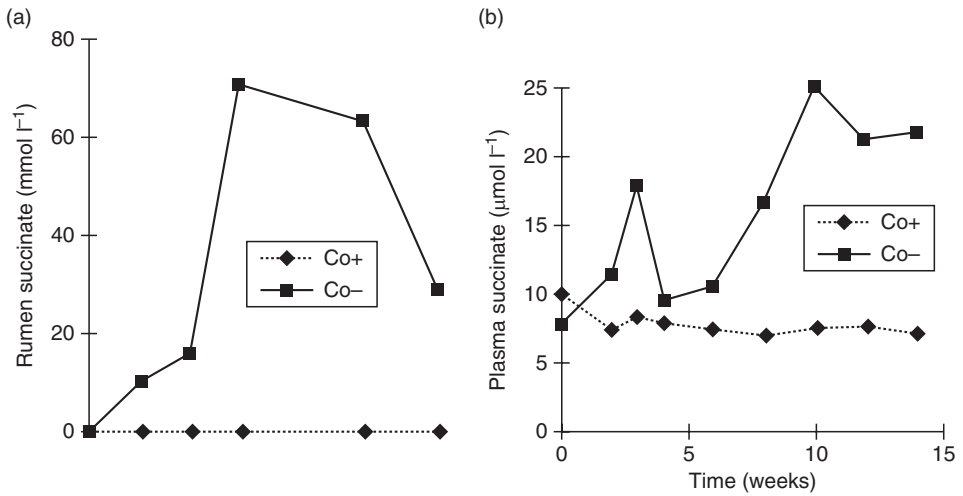 (a)
80
60
40
20
0
Rumen succinate (mmol l⁻¹)
Co+
Co–
(b)
25
20
15
10
5
0
Plasma succinate (μmol l⁻¹)
Co+
Co–
0 5 10 15
Time (weeks)